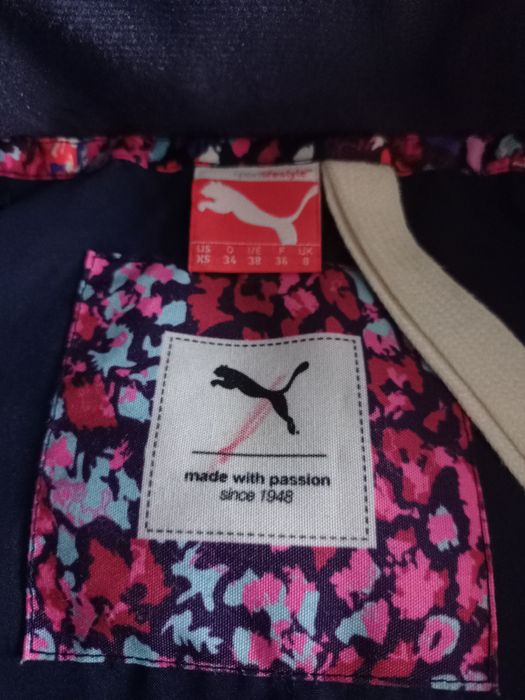 sportlifestyle
US D I/E F UK
XS 34 38 36 8
made with passion
since 1948